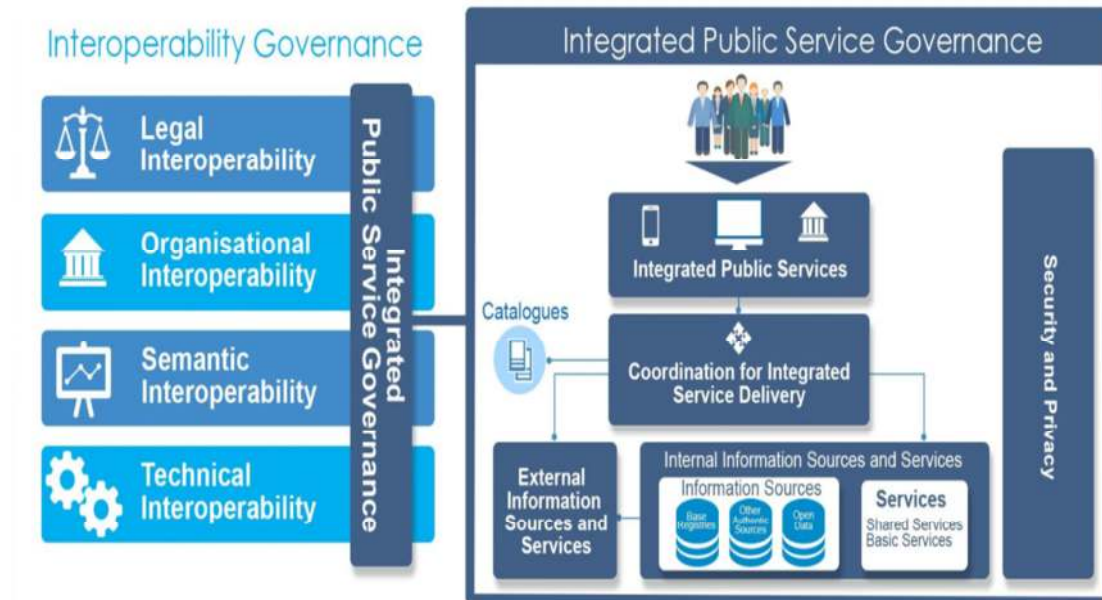 Interoperability Governance
Legal
Interoperability
Organisational
Interoperability
Semantic
Interoperability
Technical
Interoperability
Integrated
Public Service Governance
Integrated Public Service Governance
Integrated Public Services
Catalogues
Coordination for Integrated
Service Delivery
External
Information
Sources and
Services
Internal Information Sources and Services
Information Sources
Base
Registries
Other
Authentic
Sources
Open
Data
Services
Shared Services
Basic Services
Security and Privacy